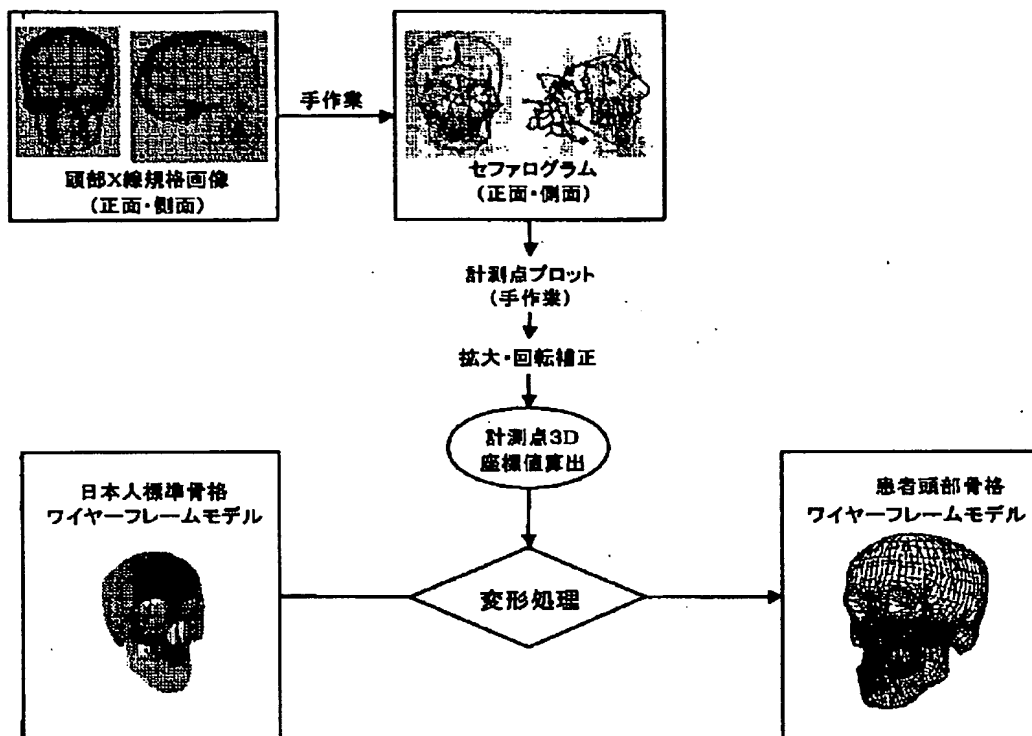 頭部X線規格画像
(正面・側面)
手作業
セファログラム
(正面・側面)
計測点プロット
(手作業)
拡大・回転補正
計測点3D
座標値算出
日本人標準骨格
ワイヤーフレームモデル
変形処理
患者頭部骨格
ワイヤーフレームモデル